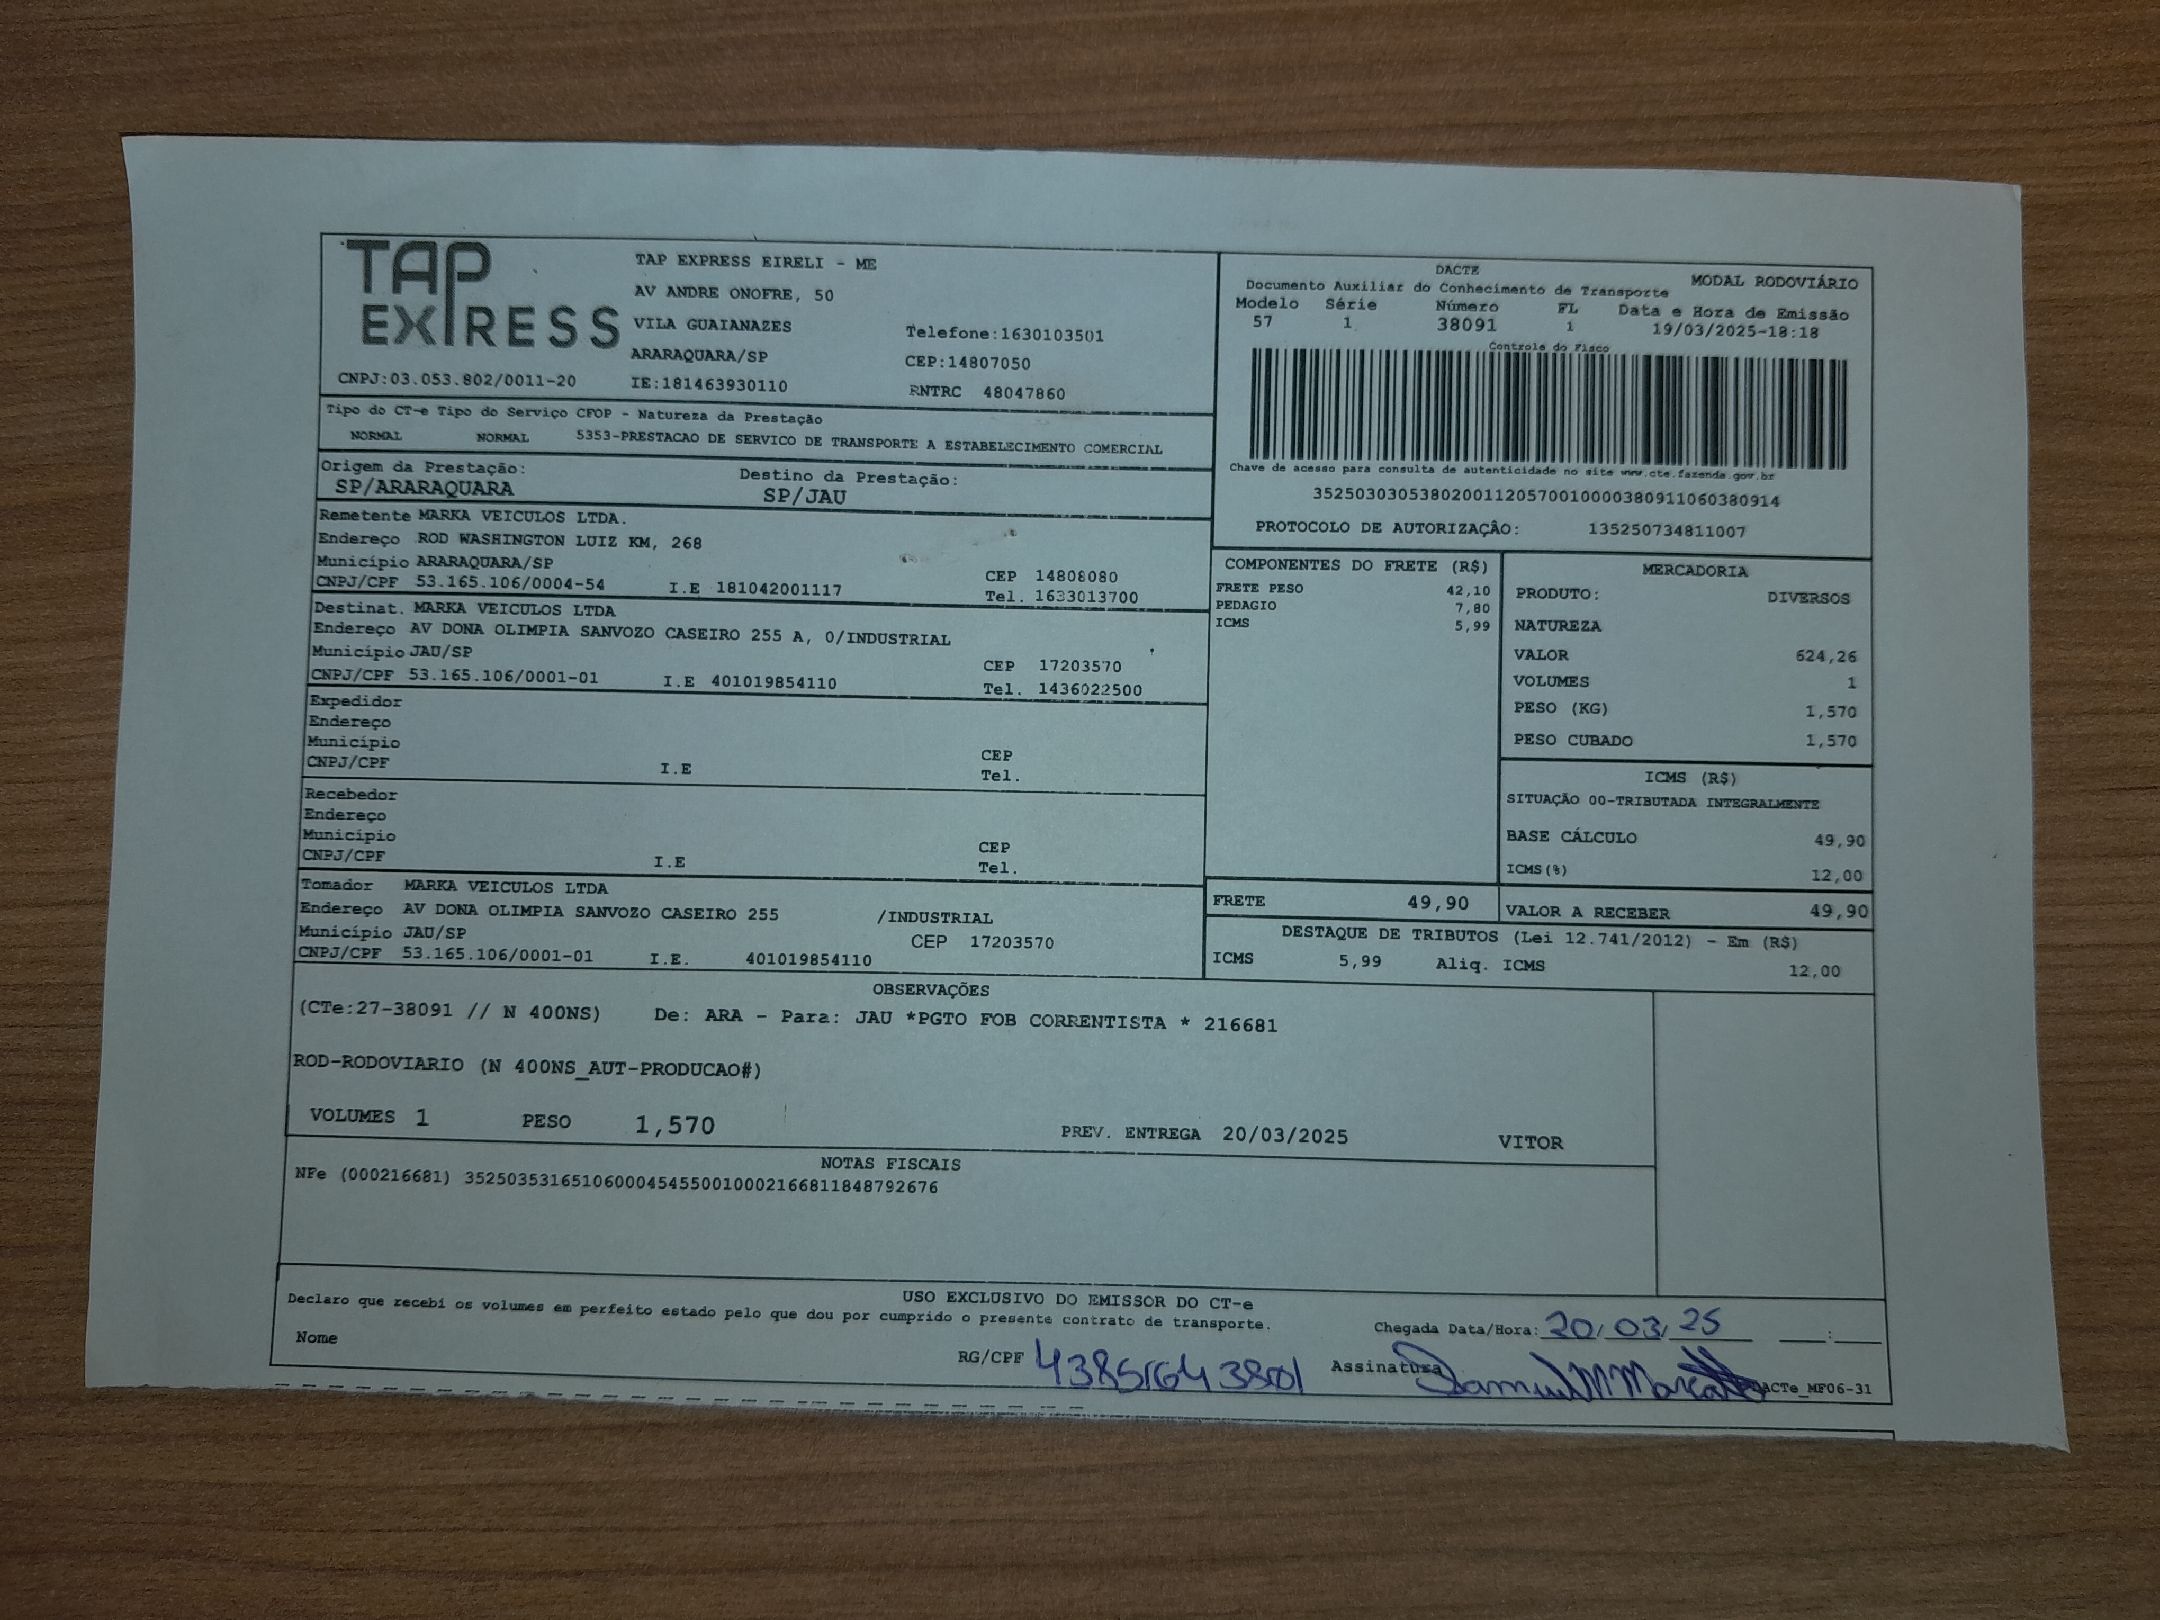 TAP
EXPRESS
CNPJ:03.053.802/0011-20
TAP EXPRESS EIRELI - ME
AV ANDRE ONOFRE, 50
VILA GUAIANAZES
Telefone:1630103501
ARARAQUARA/SP
CEP:14807050
IE:181463930110
RNTRC 48047860
DACTE
MODAL RODOVIÁRIO
Documento Auxiliar do Conhecimento de Transporte
Modelo Série Número FL Data e Hora de Emissão
57 1 38091 1 19/03/2025-18:18
Controle do Fisco
Chave de acesso para consulta de autenticidade no site www.cte.fazenda.gov.br
35250303053802001120570010000380911060380914
PROTOCOLO DE AUTORIZAÇÂO: 135250734811007
Tipo do CT-e Tipo do Serviço CFOP - Natureza da Prestação
NORMAL NORMAL 5353-PRESTACAO DE SERVICO DE TRANSPORTE A ESTABELECIMENTO COMERCIAL
Origem da Prestação: Destino da Prestação:
SP/ARARAQUARA SP/JAU
Remetente MARKA VEICULOS LTDA.
Endereço ROD WASHINGTON LUIZ KM, 268
Município ARARAQUARA/SP CEP 14808080
CNPJ/CPF 53.165.106/0004-54 I.E 181042001117 Tel. 1633013700
Destinat. MARKA VEICULOS LTDA
Endereço AV DONA OLIMPIA SANVOZO CASEIRO 255 A, 0/INDUSTRIAL
Município JAU/SP CEP 17203570
CNPJ/CPF 53.165.106/0001-01 I.E 401019854110 Tel. 1436022500
Expedidor
Endereço
Município CEP
CNPJ/CPF I.E Tel.
Recebedor
Endereço
Município CEP
CNPJ/CPF I.E Tel.
Tomador MARKA VEICULOS LTDA
Endereço AV DONA OLIMPIA SANVOZO CASEIRO 255 /INDUSTRIAL
Município JAU/SP CEP 17203570
CNPJ/CPF 53.165.106/0001-01 I.E. 401019854110
COMPONENTES DO FRETE (R$)
FRETE PESO 42,10
PEDAGIO 7,80
ICMS 5,99
MERCADORIA
PRODUTO: DIVERSOS
NATUREZA
VALOR 624,26
VOLUMES 1
PESO (KG) 1,570
PESO CUBADO 1,570
ICMS (R$)
SITUAÇÃO 00-TRIBUTADA INTEGRALMENTE
BASE CÁLCULO 49,90
ICMS(%) 12,00
FRETE 49,90 VALOR A RECEBER 49,90
DESTAQUE DE TRIBUTOS (Lei 12.741/2012) - Em (R$)
ICMS 5,99 Aliq. ICMS 12,00
OBSERVAÇÕES
(CTe:27-38091 // N 400NS) De: ARA - Para: JAU *PGTO FOB CORRENTISTA * 216681
ROD-RODOVIARIO (N 400NS_AUT-PRODUCAO#)
VOLUMES 1 PESO 1,570 PREV. ENTREGA 20/03/2025 VITOR
NOTAS FISCAIS
NFe (000216681) 35250353165106000454550010002166811848792676
USO EXCLUSIVO DO EMISSOR DO CT-e
Declaro que recebi os volumes em perfeito estado pelo que dou por cumprido o presente contrato de transporte.
Chegada Data/Hora: 20/03/25 ___:___
Nome RG/CPF 43851643801 Assinatura Samuel M
DACTe_MF06-31